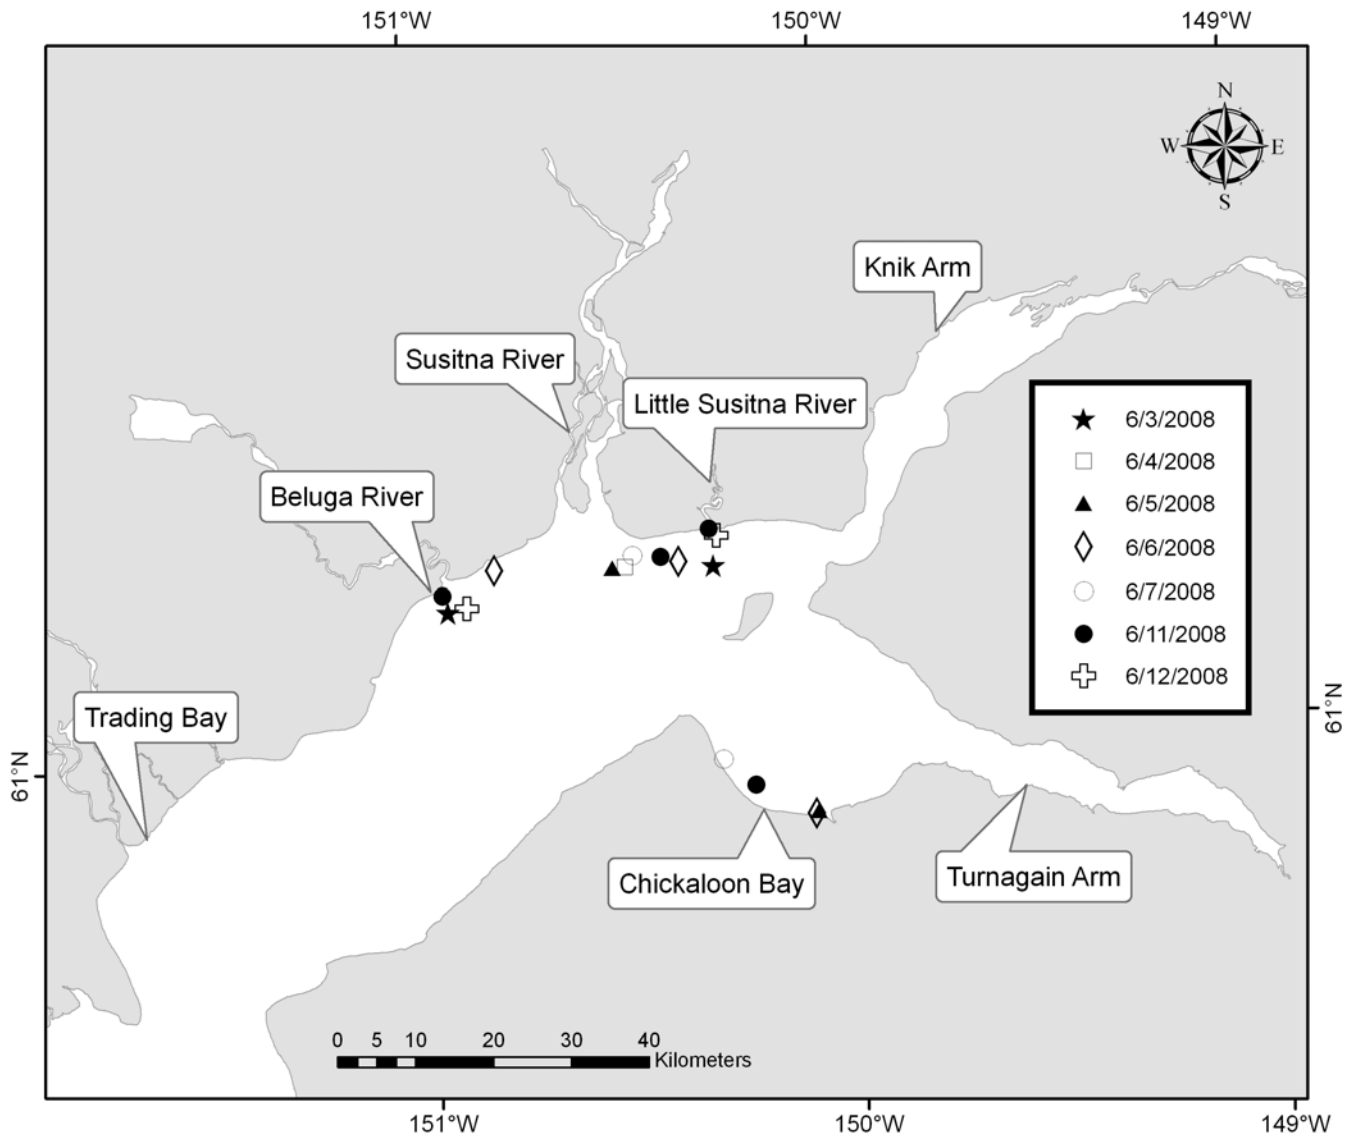 151°W
150°W
149°W
N
W
E
S
Knik Arm
Susitna River
Little Susitna River
Beluga River
6/3/2008
6/4/2008
6/5/2008
6/6/2008
6/7/2008
6/11/2008
6/12/2008
Trading Bay
61°N
61°N
Chickaloon Bay
Turnagain Arm
0 5 10 20 30 40
Kilometers
151°W
150°W
149°W